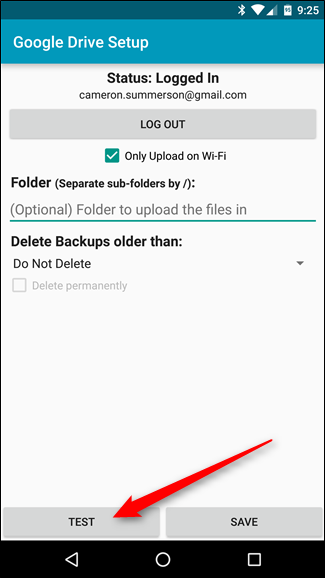 9:25
Google Drive Setup
Status: Logged In
cameron.summerson@gmail.com
LOG OUT
Only Upload on Wi-Fi
Folder (Separate sub-folders by /):
(Optional) Folder to upload the files in
Delete Backups older than:
Do Not Delete
Delete permanently
TEST SAVE